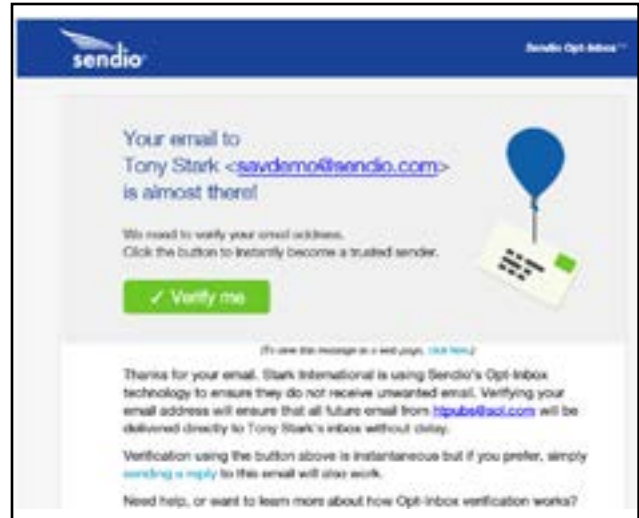 sendio
Sendio Opt-Inbox™
Your email to
Tony Stark <savdemo@sendio.com>
is almost there!
We need to verify your email address.
Click the button to instantly become a trusted sender.
✓ Verify me
(To view this message as a web page, click here.)
Thanks for your email. Stark International is using Sendio's Opt-Inbox
technology to ensure they do not receive unwanted email. Verifying your
email address will ensure that all future email from htpubs@aol.com will be
delivered directly to Tony Stark's inbox without delay.
Verification using the button above is instantaneous but if you prefer, simply
sending a reply to this email will also work.
Need help, or want to learn more about how Opt-Inbox verification works?